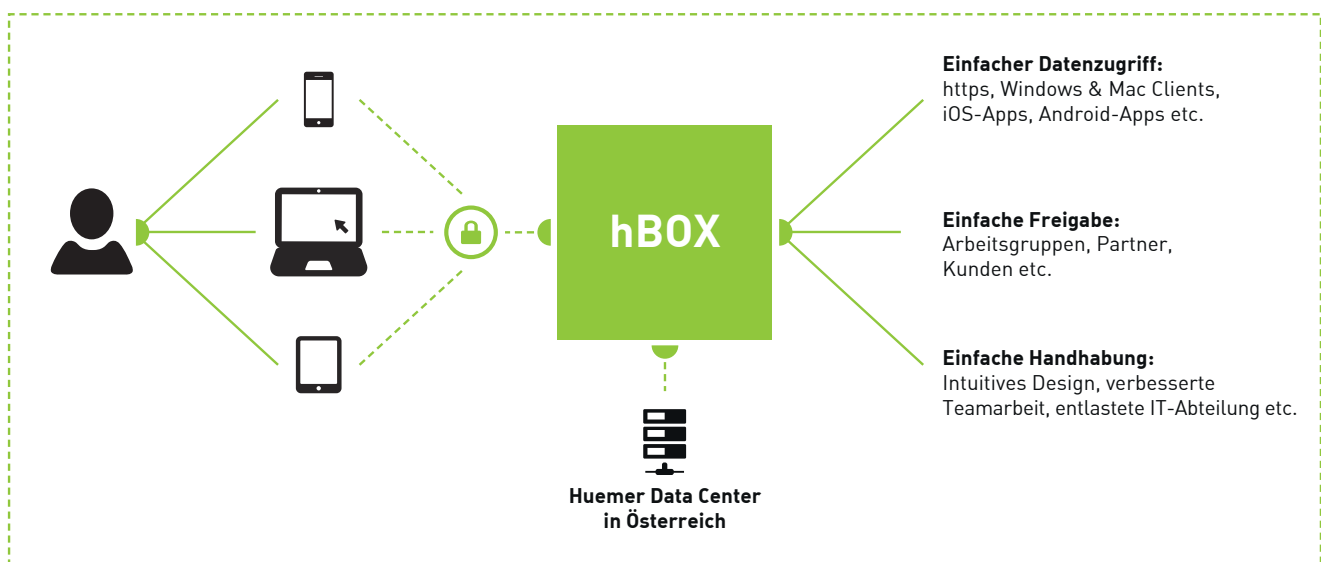 Einfacher Datenzugriff:
https, Windows & Mac Clients,
iOS-Apps, Android-Apps etc.
hBOX
Einfache Freigabe:
Arbeitsgruppen, Partner,
Kunden etc.
Einfache Handhabung:
Intuitives Design, verbesserte
Teamarbeit, entlastete IT-Abteilung etc.
Huemer Data Center
in Österreich